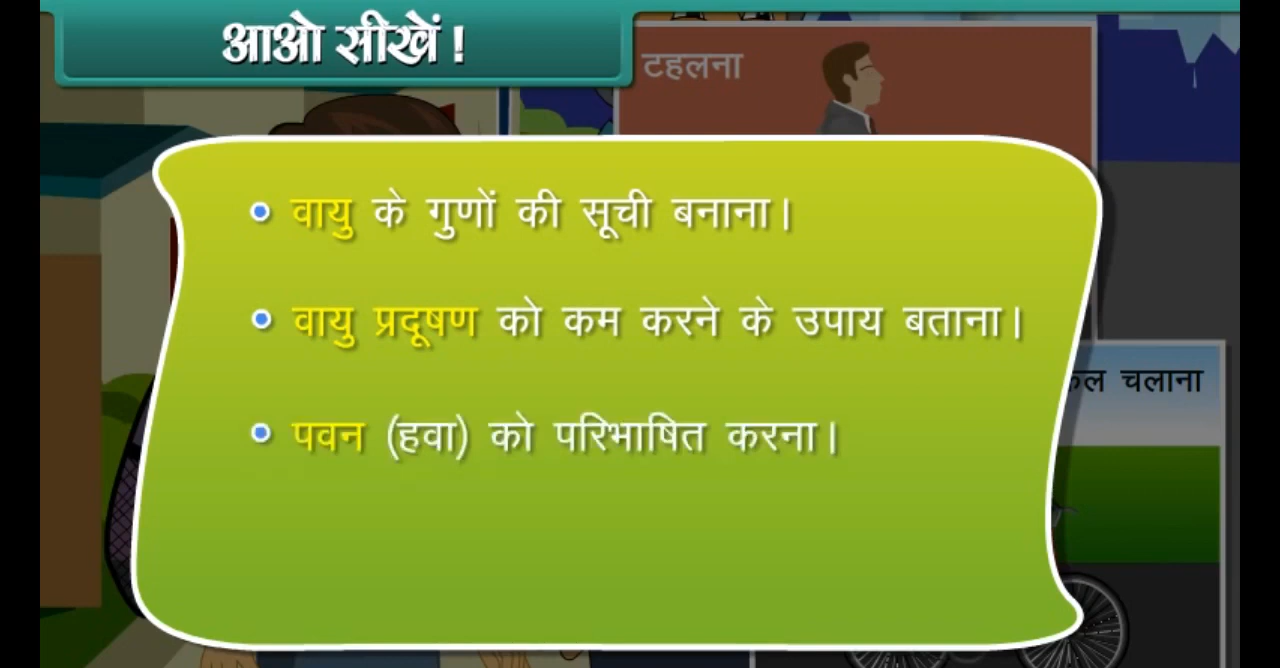 आओ सीखें !
टहलना
वायु के गुणों की सूची बनाना।
वायु प्रदूषण को कम करने के उपाय बताना।
चलाना
पवन (हवा) को परिभाषित करना।